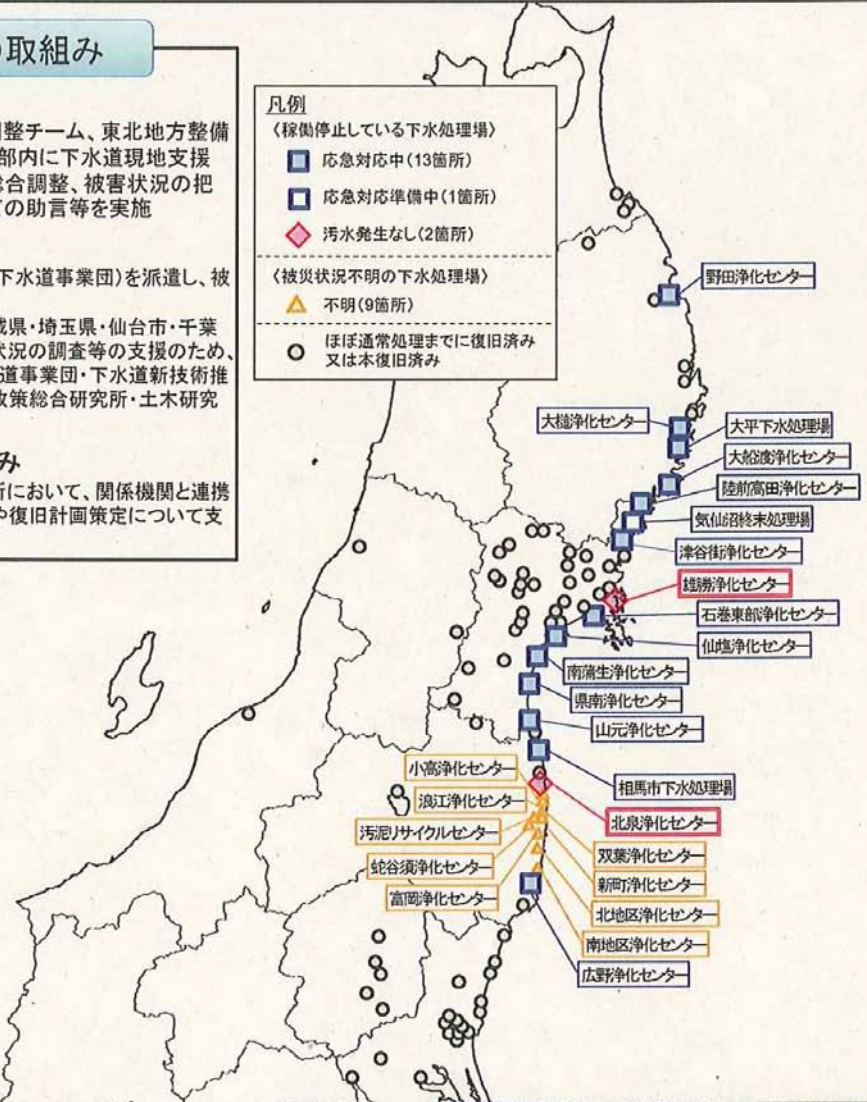 の取組み
調整チーム、東北地方整備
部内に下水道現地支援
総合調整、被害状況の把
ての助言等を実施
下水道事業団)を派遣し、被
城県・埼玉県・仙台市・千葉
状況の調査等の支援のため、
道事業団・下水道新技術推
政策総合研究所・土木研究
み
所において、関係機関と連携
や復旧計画策定について支
凡例
〈稼働停止している下水処理場〉
応急対応中(13箇所)
応急対応準備中(1箇所)
汚水発生なし(2箇所)
〈被災状況不明の下水処理場〉
不明(9箇所)
ほぼ通常処理までに復旧済み
又は本復旧済み
野田浄化センター
大槌浄化センター
大平下水処理場
大船渡浄化センター
陸前高田浄化センター
気仙沼終末処理場
津谷街浄化センター
雄勝浄化センター
石巻東部浄化センター
仙塩浄化センター
南蒲生浄化センター
県南浄化センター
山元浄化センター
相馬市下水処理場
小高浄化センター
浪江浄化センター
北泉浄化センター
汚泥リサイクルセンター
双葉浄化センター
蛇谷須浄化センター
新町浄化センター
富岡浄化センター
北地区浄化センター
南地区浄化センター
広野浄化センター